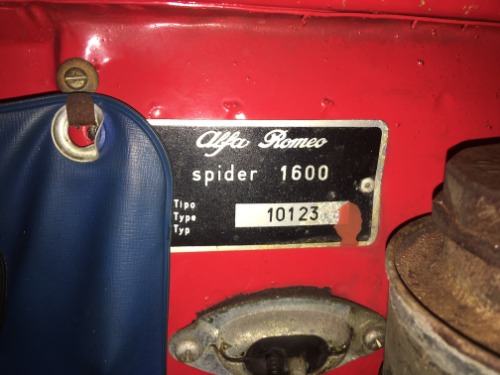 Alfa Romeo
spider 1600
Tipo
Type 10123
Typ